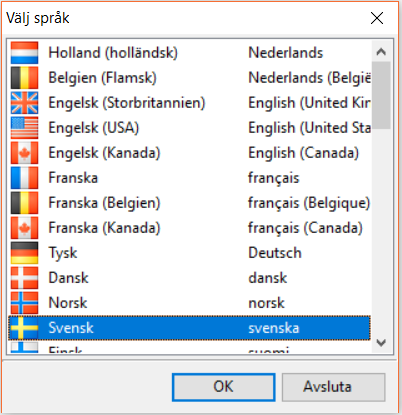 Välj språk
Holland (holländsk) Nederlands
Belgien (Flamsk) Nederlands (België
Engelsk (Storbritannien) English (United Kin
Engelsk (USA) English (United Sta
Engelsk (Kanada) English (Canada)
Franska français
Franska (Belgien) français (Belgique)
Franska (Kanada) français (Canada)
Tysk Deutsch
Dansk dansk
Norsk norsk
Svensk svenska
Finsk suomi
OK Avsluta